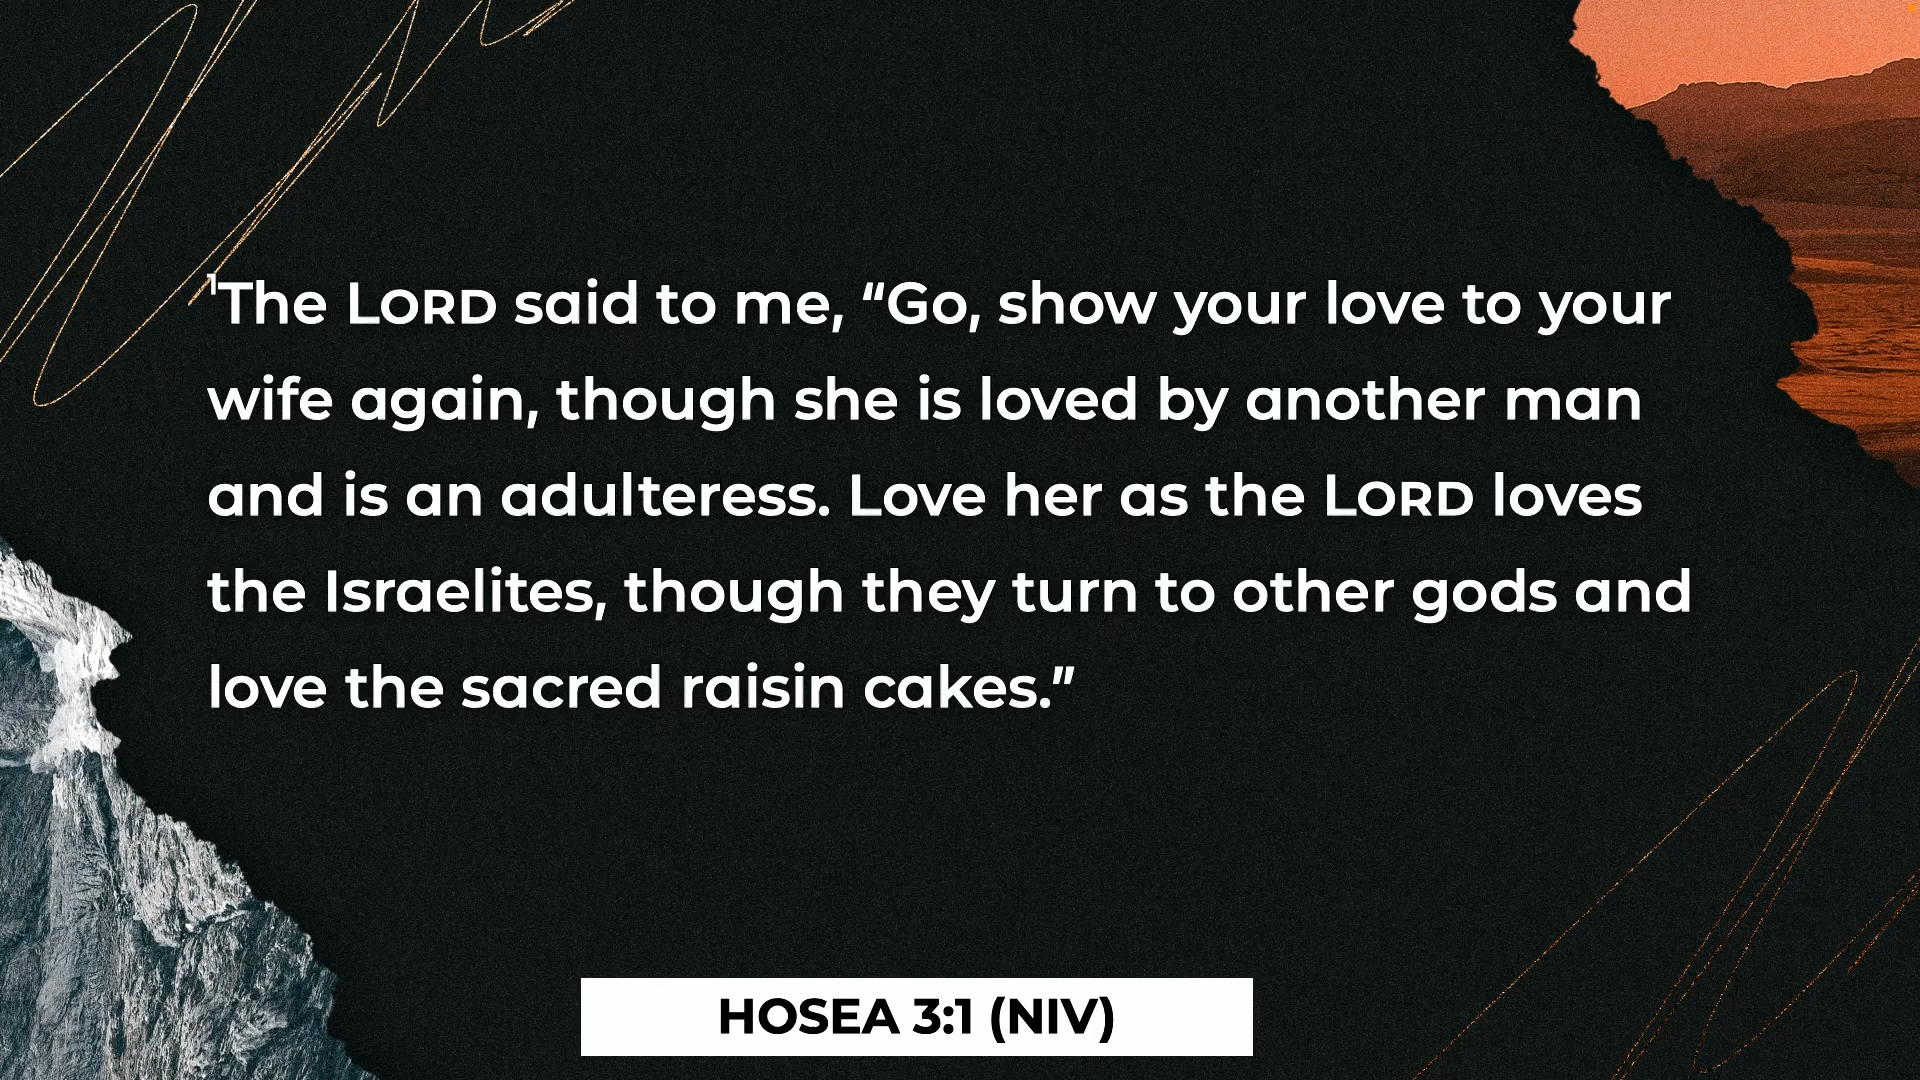 ¹The LORD said to me, “Go, show your love to your
wife again, though she is loved by another man
and is an adulteress. Love her as the LORD loves
the Israelites, though they turn to other gods and
love the sacred raisin cakes.”
HOSEA 3:1 (NIV)